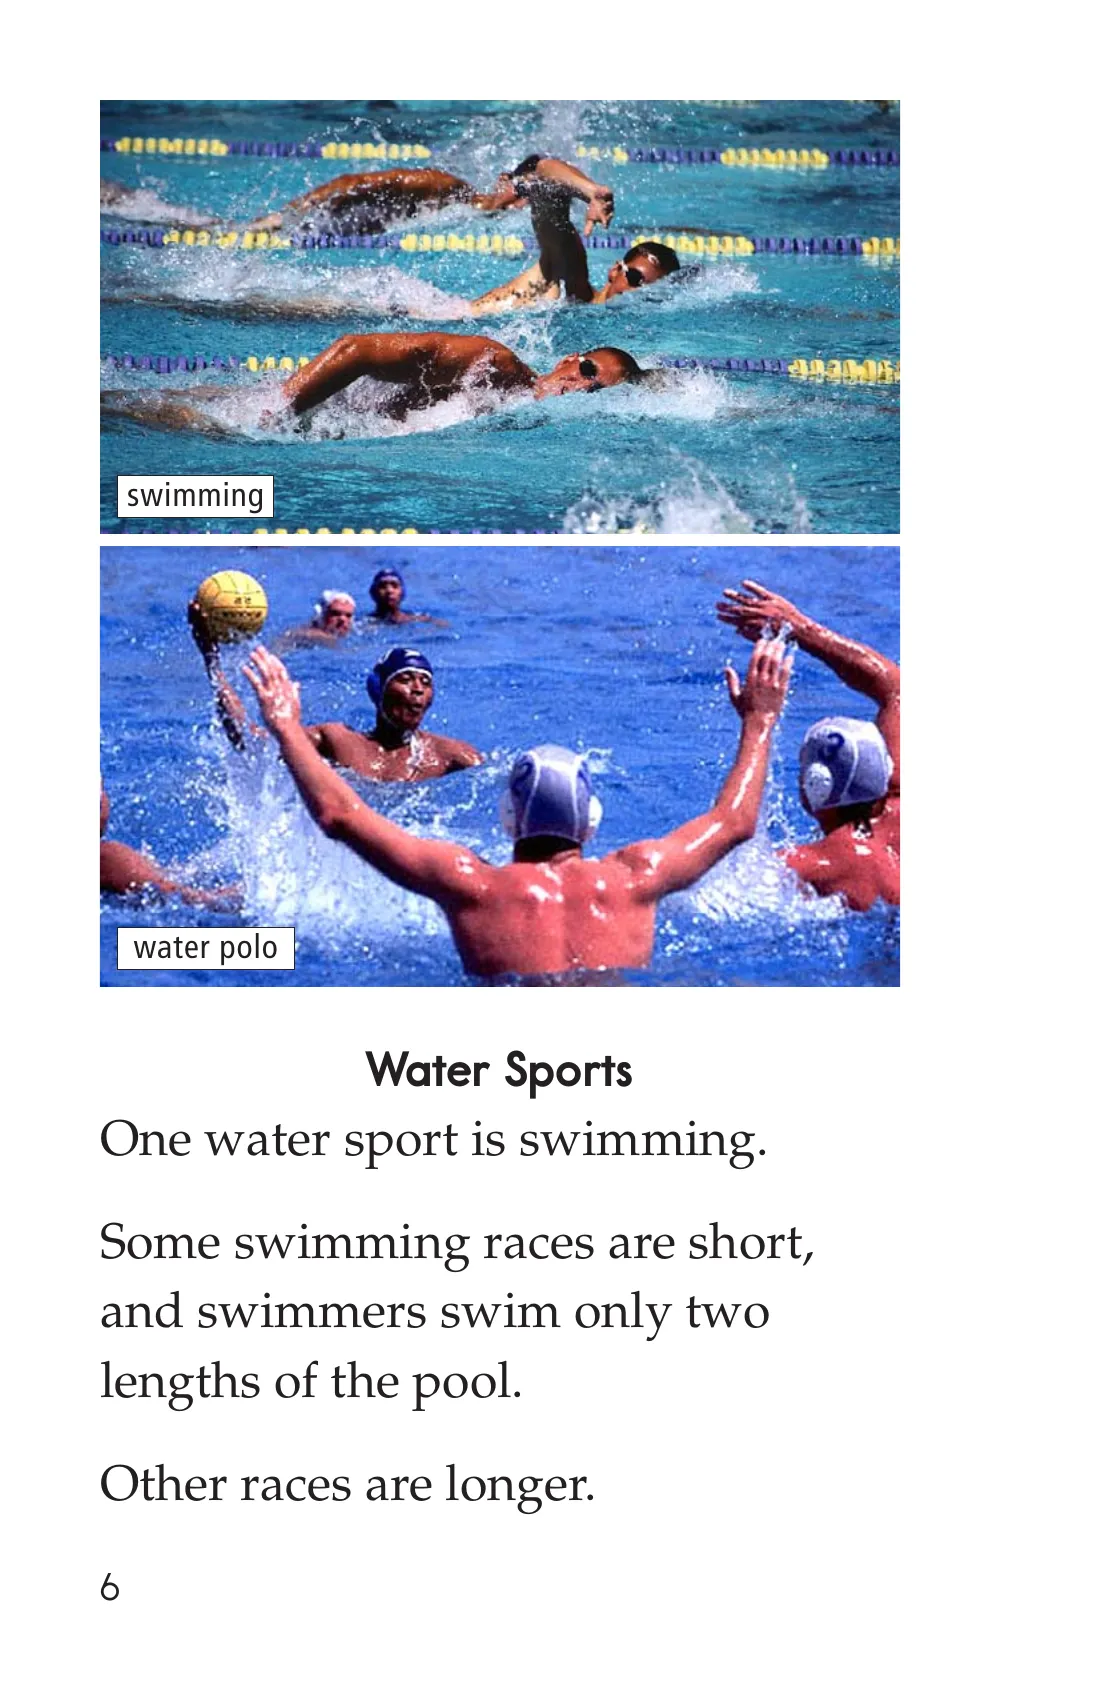 swimming
water polo
Water Sports
One water sport is swimming.
Some swimming races are short,
and swimmers swim only two
lengths of the pool.
Other races are longer.
6